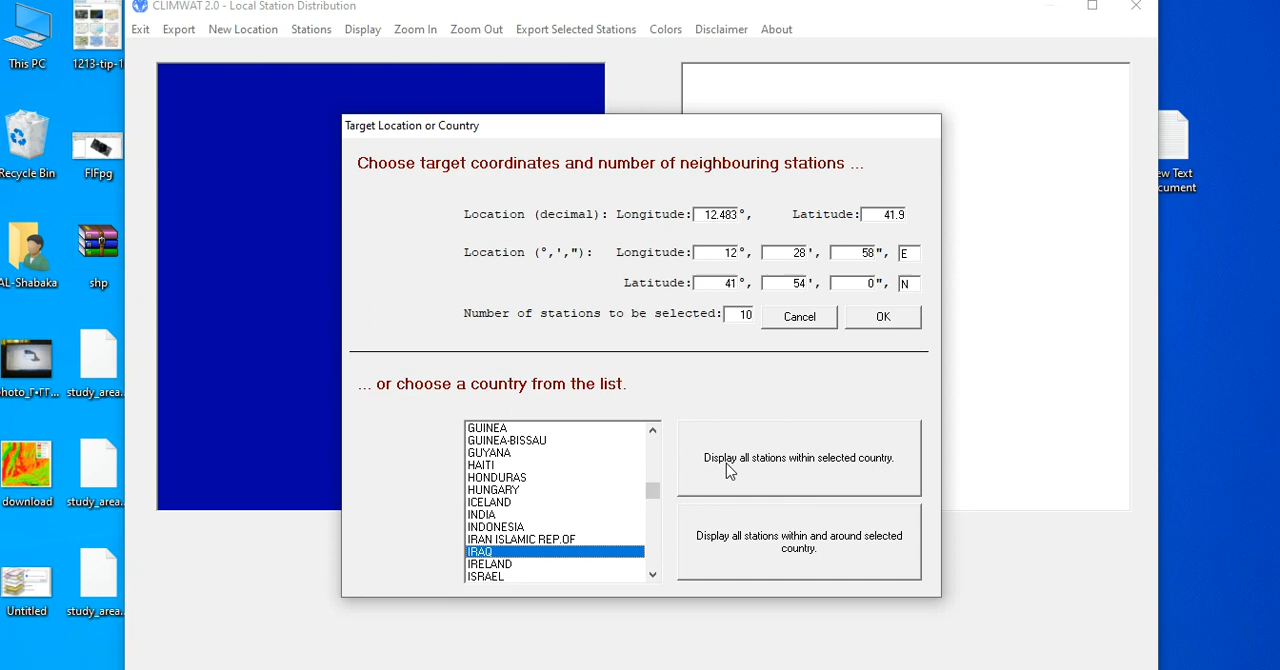 CLIMWAT 2.0 - Local Station Distribution
Exit Export New Location Stations Display Zoom In Zoom Out Export Selected Stations Colors Disclaimer About
This PC
1213-tip-1
Recycle Bin
FIFpg
AL-Shabaka
shp
study_area.
download
study_area.
Untitled
study_area.
ew Text
cument
Target Location or Country
Choose target coordinates and number of neighbouring stations ...
Location (decimal): Longitude: 12.483°, Latitude: 41.9
Location (°,',"): Longitude: 12°, 28', 58", E
Latitude: 41°, 54', 0", N
Number of stations to be selected: 10 Cancel OK
... or choose a country from the list.
GUINEA
GUINEA-BISSAU
GUYANA
HAITI
HONDURAS
HUNGARY
ICELAND
INDIA
INDONESIA
IRAN ISLAMIC REP.OF
IRAQ
IRELAND
ISRAEL
Display all stations within selected country.
Display all stations within and around selected
country.